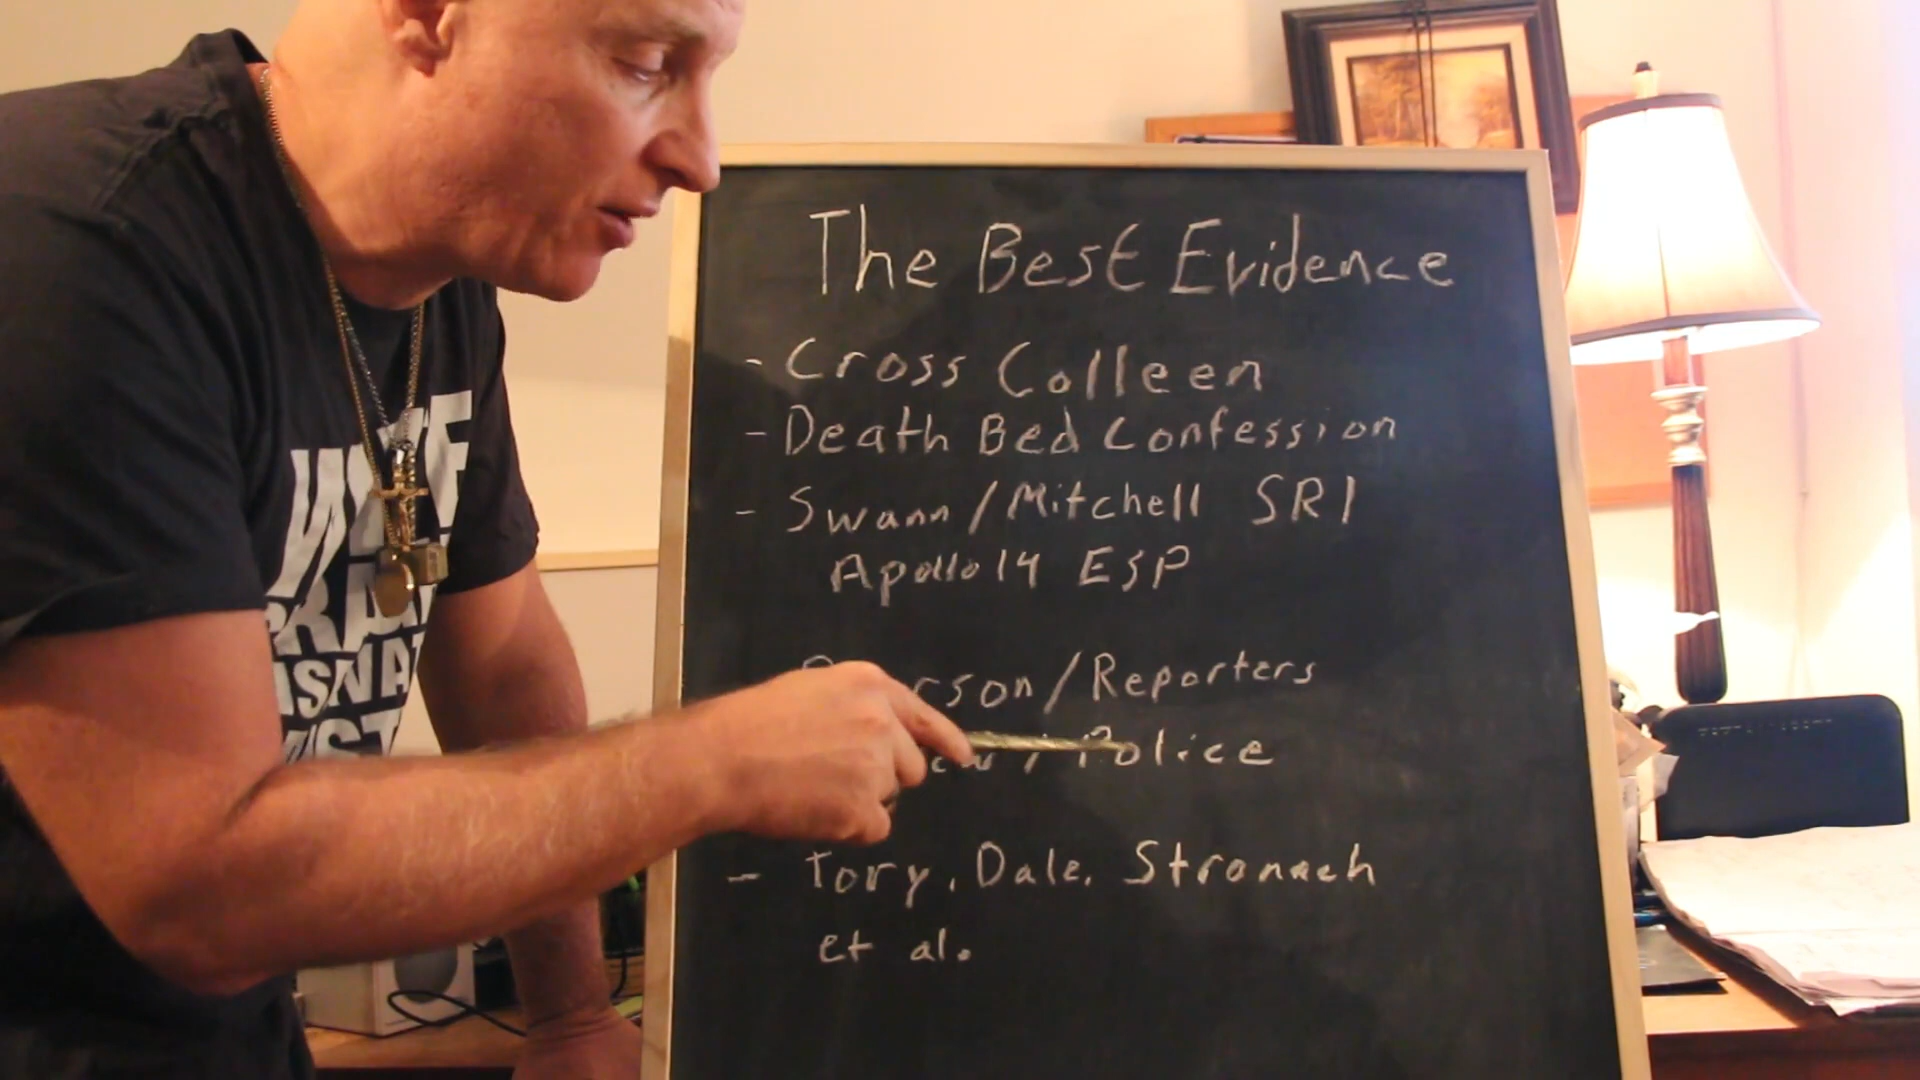 The Best Evidence
- Cross Colleen
- Death Bed Confession
- Swann/Mitchell SRI
Apollo 14 ESP
/Reporters
Police
- Tory, Dale, Stronach
et al.